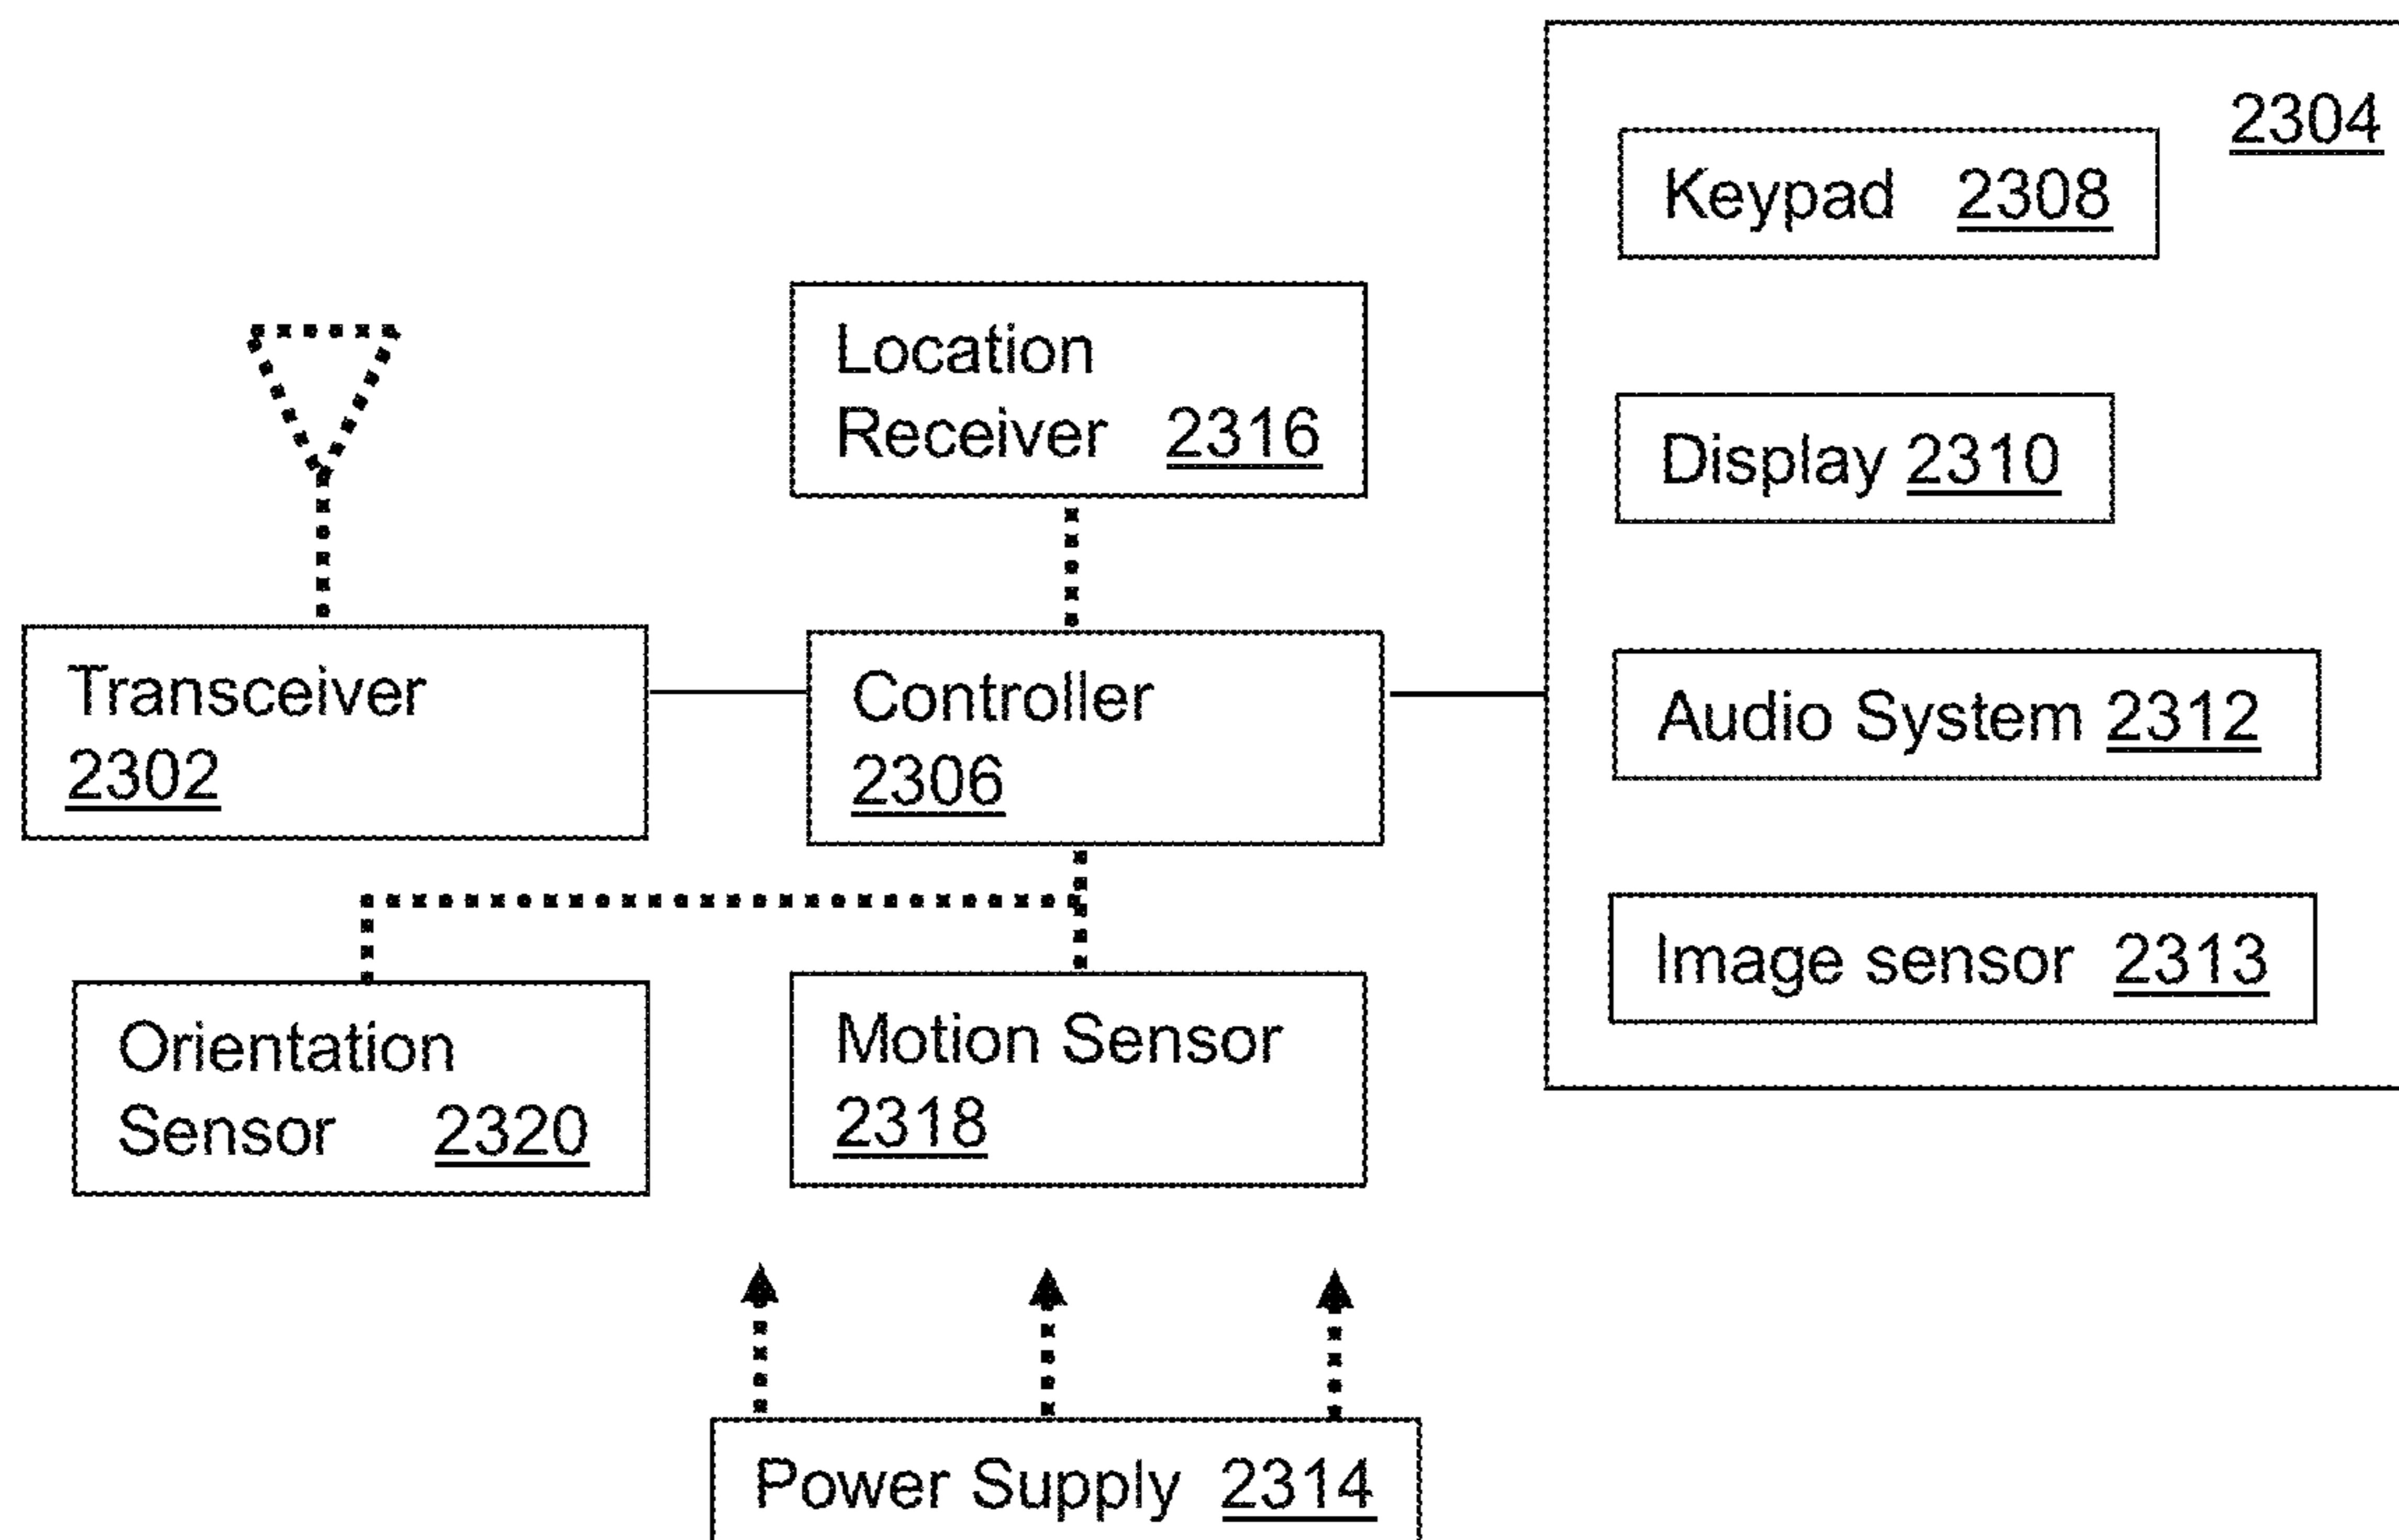 2304
Keypad 2308
Location
Receiver 2316
Display 2310
Transceiver
2302
Controller
2306
Audio System 2312
Image sensor 2313
Orientation
Sensor 2320
Motion Sensor
2318
Power Supply 2314